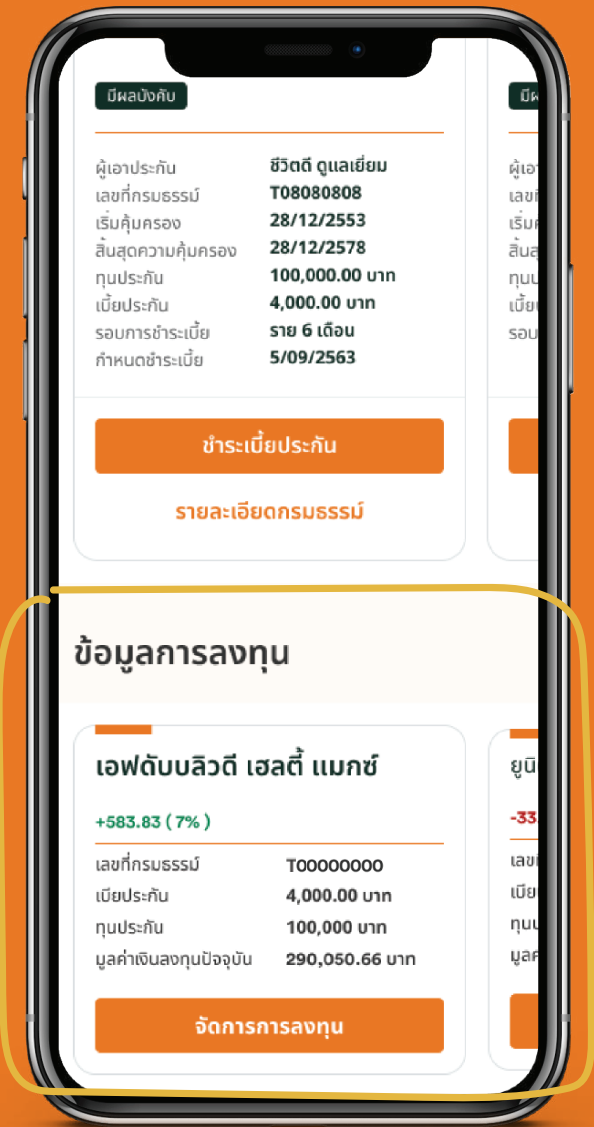 มีผลบังคับ
ผู้เอาประกัน ชีวิตดี ดูแลเยี่ยม
เลขที่กรมธรรม์ T08080808
เริ่มคุ้มครอง 28/12/2553
สิ้นสุดความคุ้มครอง 28/12/2578
ทุนประกัน 100,000.00 บาท
เบี้ยประกัน 4,000.00 บาท
รอบการชำระเบี้ย ราย 6 เดือน
กำหนดชำระเบี้ย 5/09/2563
ชำระเบี้ยประกัน
รายละเอียดกรมธรรม์
ข้อมูลการลงทุน
เอฟดับบลิวดี เฮลตี้ แมกซ์
+583.83 ( 7% )
เลขที่กรมธรรม์ T00000000
เบียประกัน 4,000.00 บาท
ทุนประกัน 100,000 บาท
มูลค่าเงินลงทุนปัจจุบัน 290,050.66 บาท
จัดการการลงทุน
-33